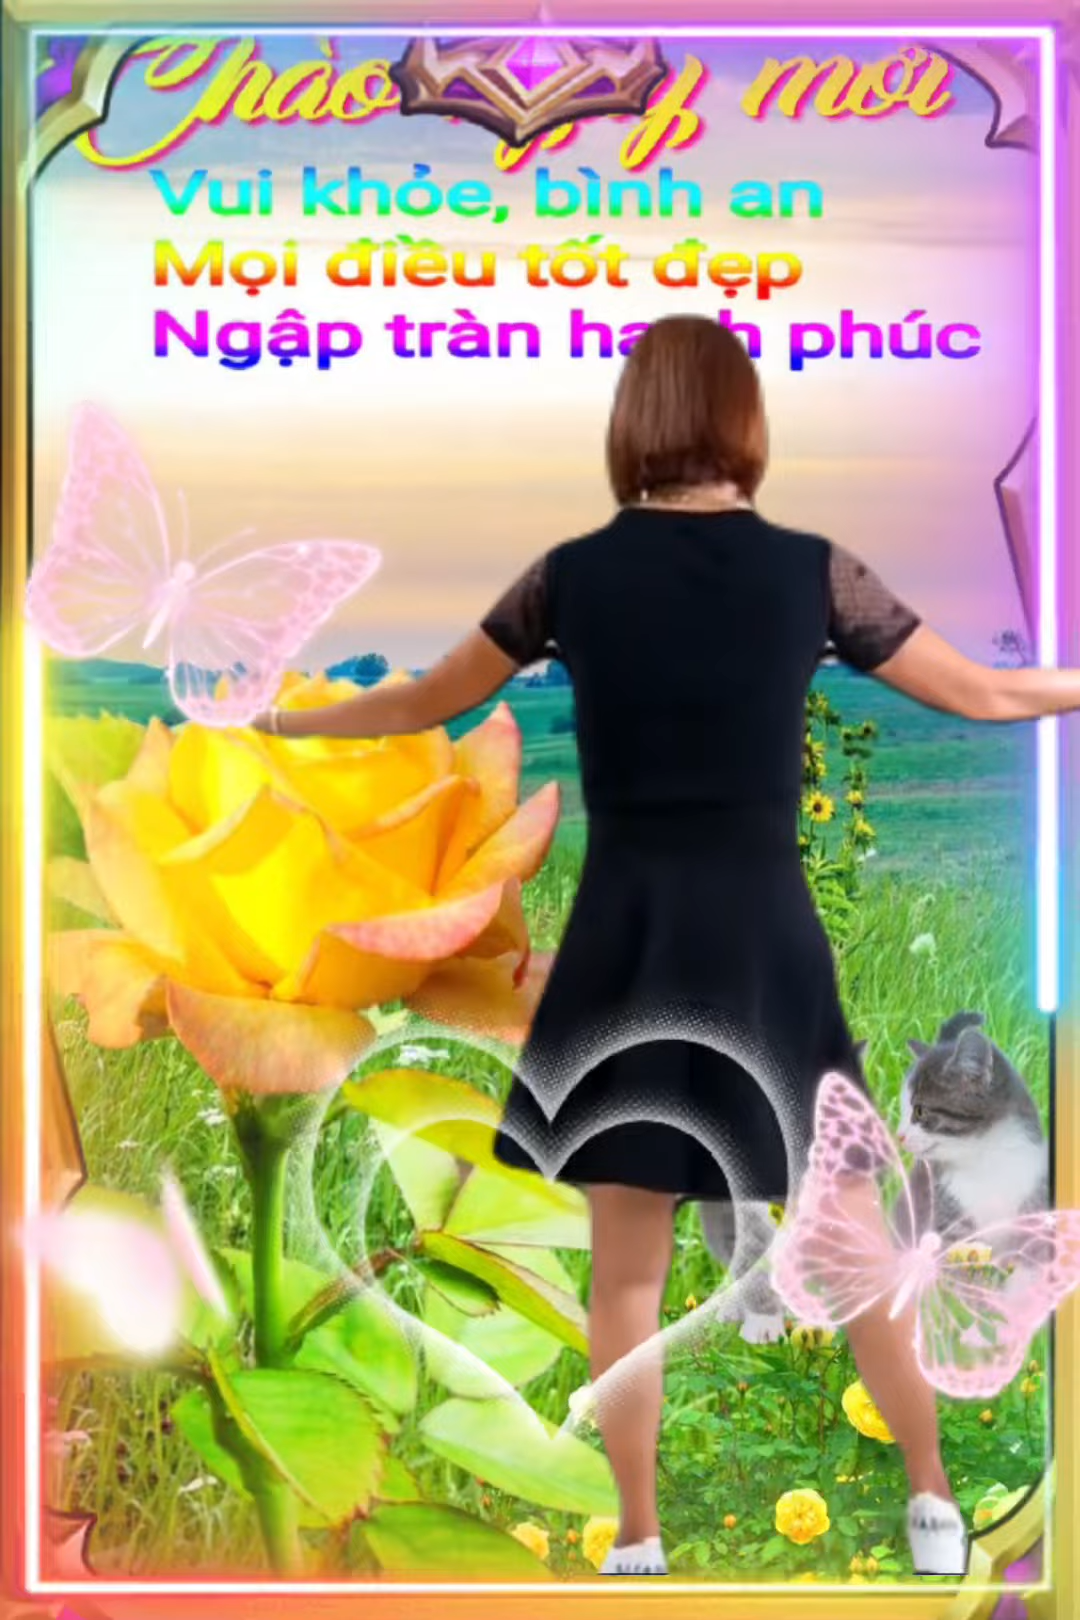 Chào mới
Vui khỏe, bình an
Mọi điều tốt đẹp
Ngập tràn phúc